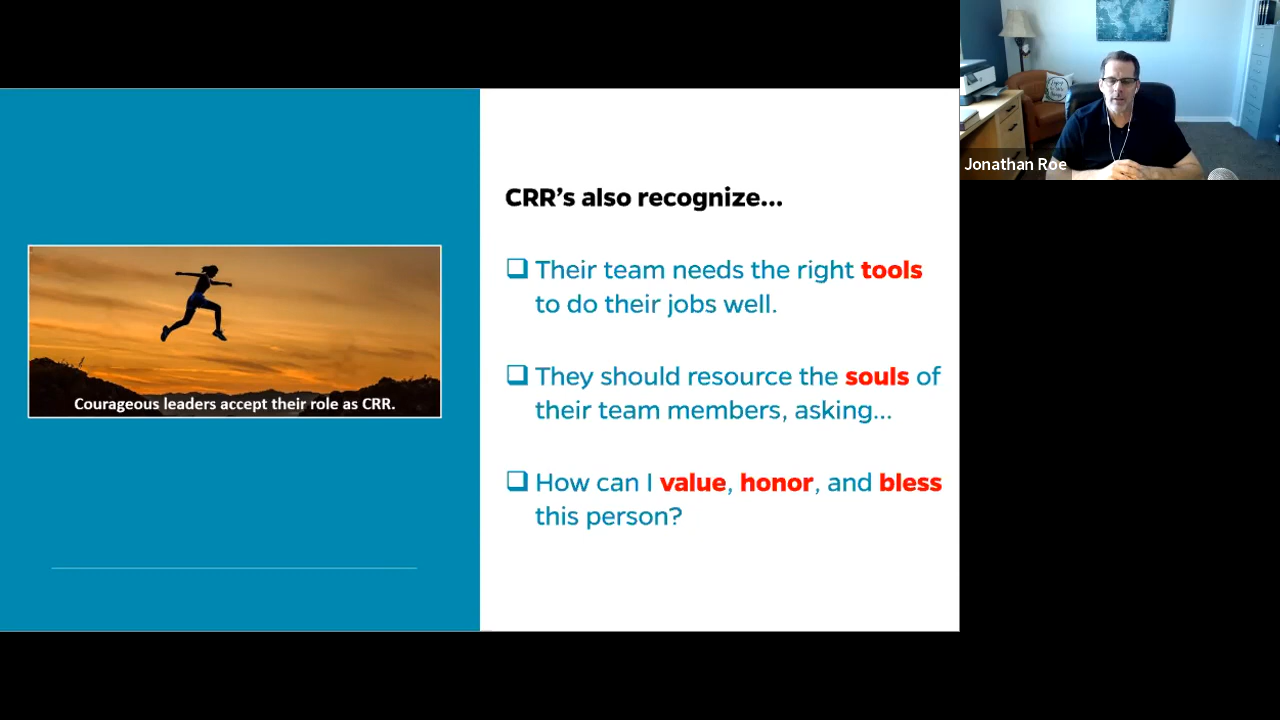 CRR’s also recognize...
❑ Their team needs the right tools
to do their jobs well.
❑ They should resource the souls of
their team members, asking...
❑ How can I value, honor, and bless
this person?
Courageous leaders accept their role as CRR.
Jonathan Roe